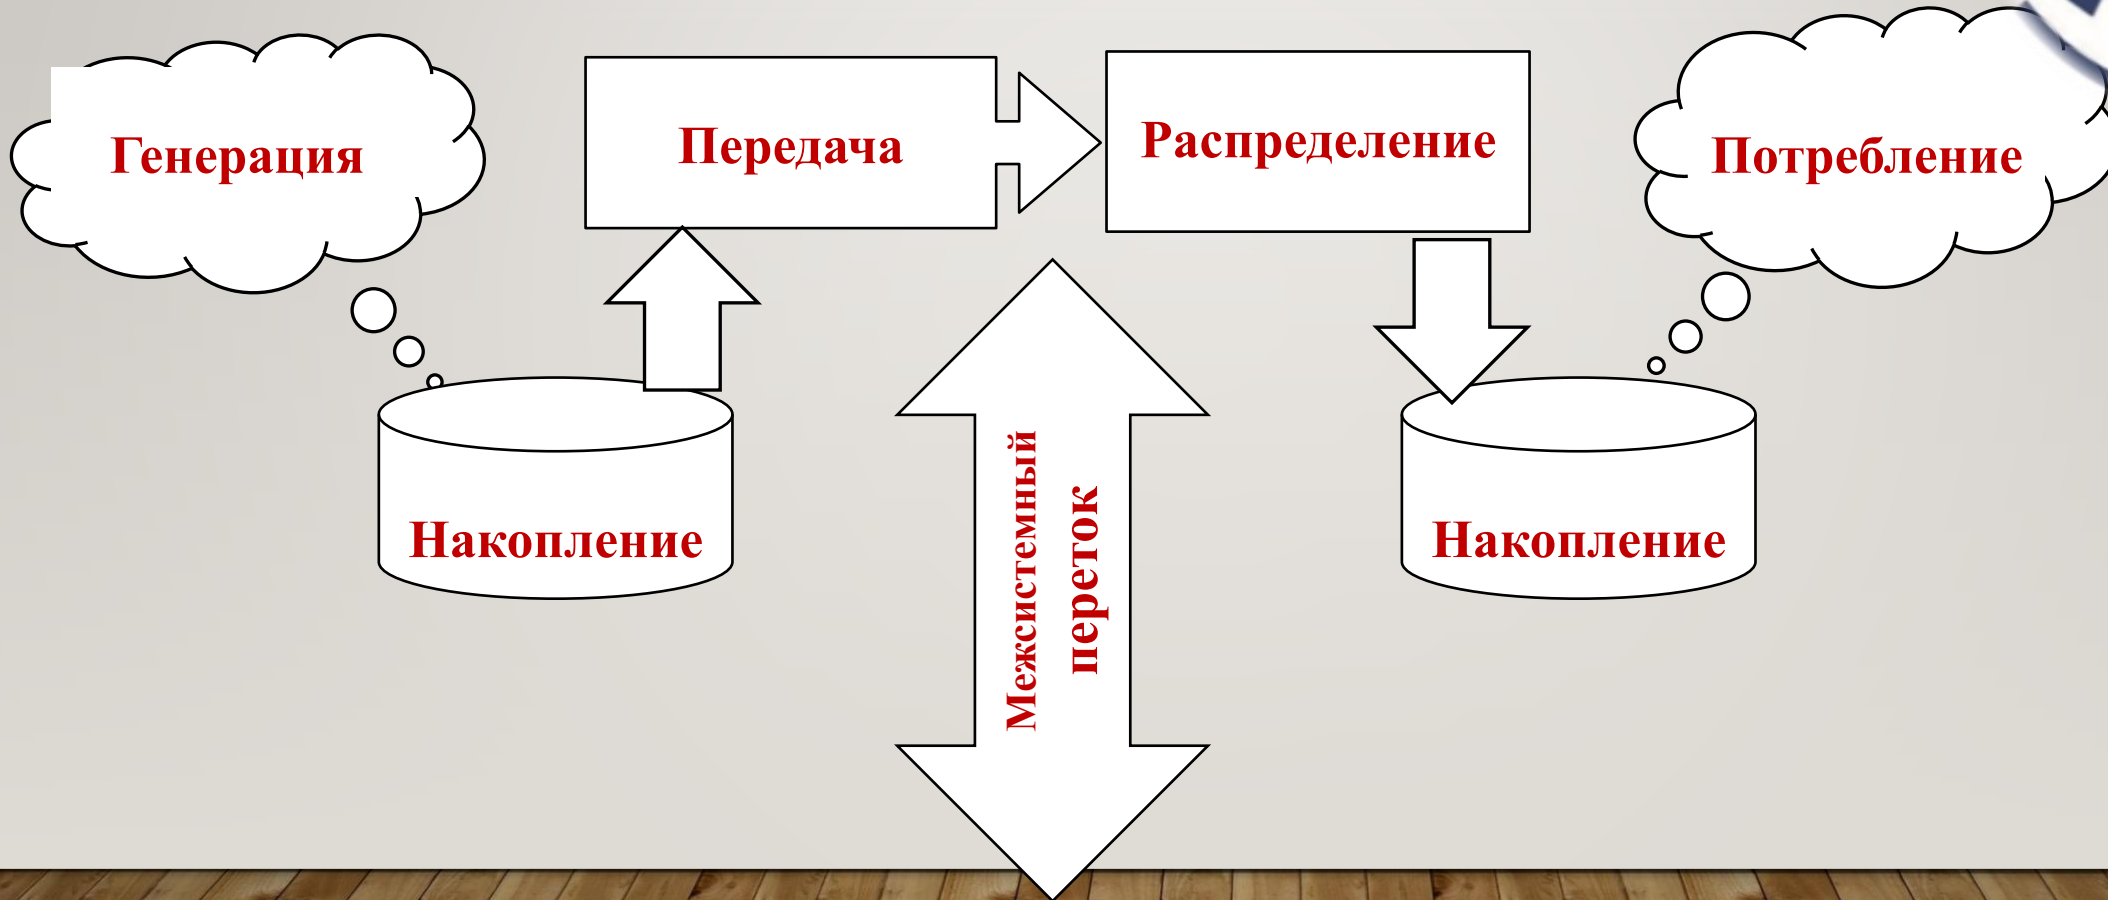 Генерация
Передача
Распределение
Потребление
Накопление
Межсистемный
переток
Накопление